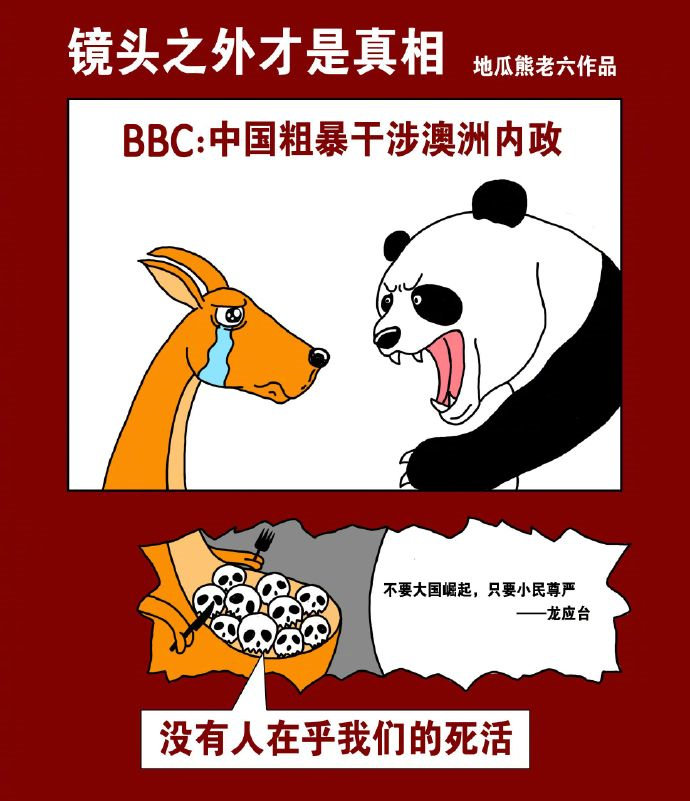 镜头之外才是真相
地瓜熊老六作品
BBC:中国粗暴干涉澳洲内政
不要大国崛起，只要小民尊严
——龙应台
没有人在乎我们的死活